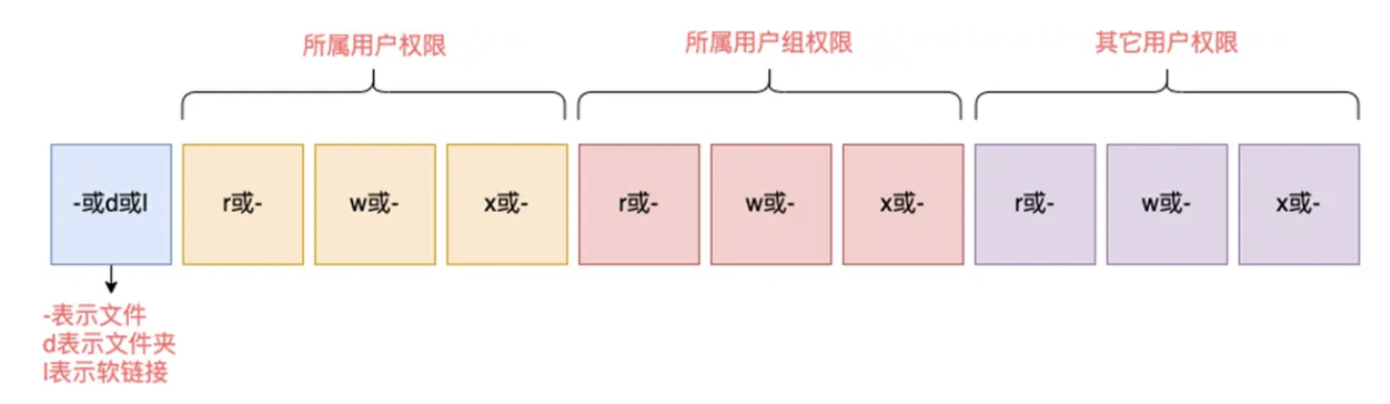 所属用户权限
所属用户组权限
其它用户权限
-或d或l
r或-
w或-
x或-
r或-
w或-
x或-
r或-
w或-
x或-
-表示文件
d表示文件夹
l表示软链接